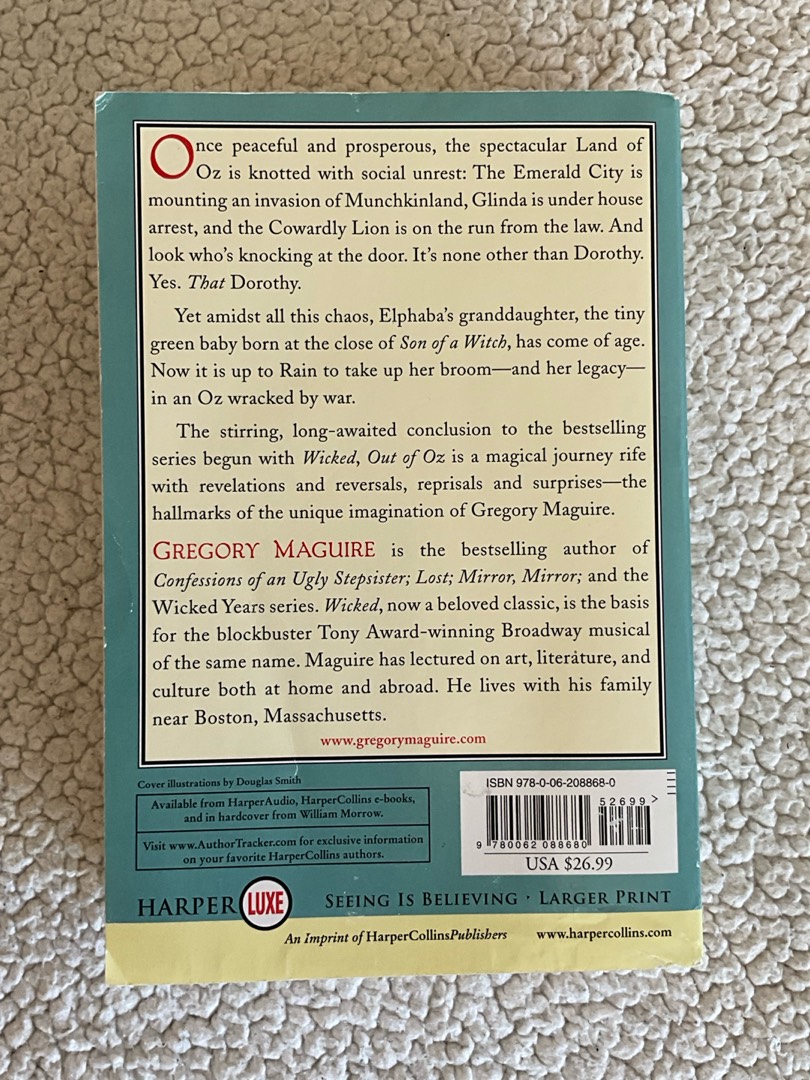 Once peaceful and prosperous, the spectacular Land of
Oz is knotted with social unrest: The Emerald City is
mounting an invasion of Munchkinland, Glinda is under house
arrest, and the Cowardly Lion is on the run from the law. And
look who's knocking at the door. It's none other than Dorothy.
Yes. That Dorothy.
Yet amidst all this chaos, Elphaba's granddaughter, the tiny
green baby born at the close of Son of a Witch, has come of age.
Now it is up to Rain to take up her broom—and her legacy—
in an Oz wracked by war.
The stirring, long-awaited conclusion to the bestselling
series begun with Wicked, Out of Oz is a magical journey rife
with revelations and reversals, reprisals and surprises—the
hallmarks of the unique imagination of Gregory Maguire.
GREGORY MAGUIRE is the bestselling author of
Confessions of an Ugly Stepsister; Lost; Mirror, Mirror; and the
Wicked Years series. Wicked, now a beloved classic, is the basis
for the blockbuster Tony Award-winning Broadway musical
of the same name. Maguire has lectured on art, literature, and
culture both at home and abroad. He lives with his family
near Boston, Massachusetts.
www.gregorymaguire.com
Cover illustrations by Douglas Smith
Available from HarperAudio, HarperCollins e-books,
and in hardcover from William Morrow.
Visit www.AuthorTracker.com for exclusive information
on your favorite HarperCollins authors.
ISBN 978-0-06-208868-0
52699>
9 780062 088680
USA $26.99
HARPER LUXE SEEING IS BELIEVING · LARGER PRINT
An Imprint of HarperCollinsPublishers www.harpercollins.com